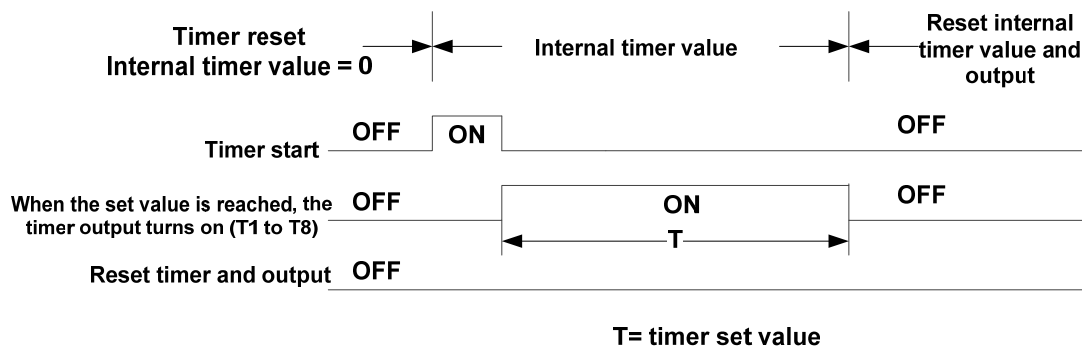 Timer reset
Internal timer value = 0
Internal timer value
Reset internal
timer value and
output
Timer start
OFF
ON
OFF
When the set value is reached, the
timer output turns on (T1 to T8)
OFF
ON
OFF
T
Reset timer and output
OFF
T= timer set value